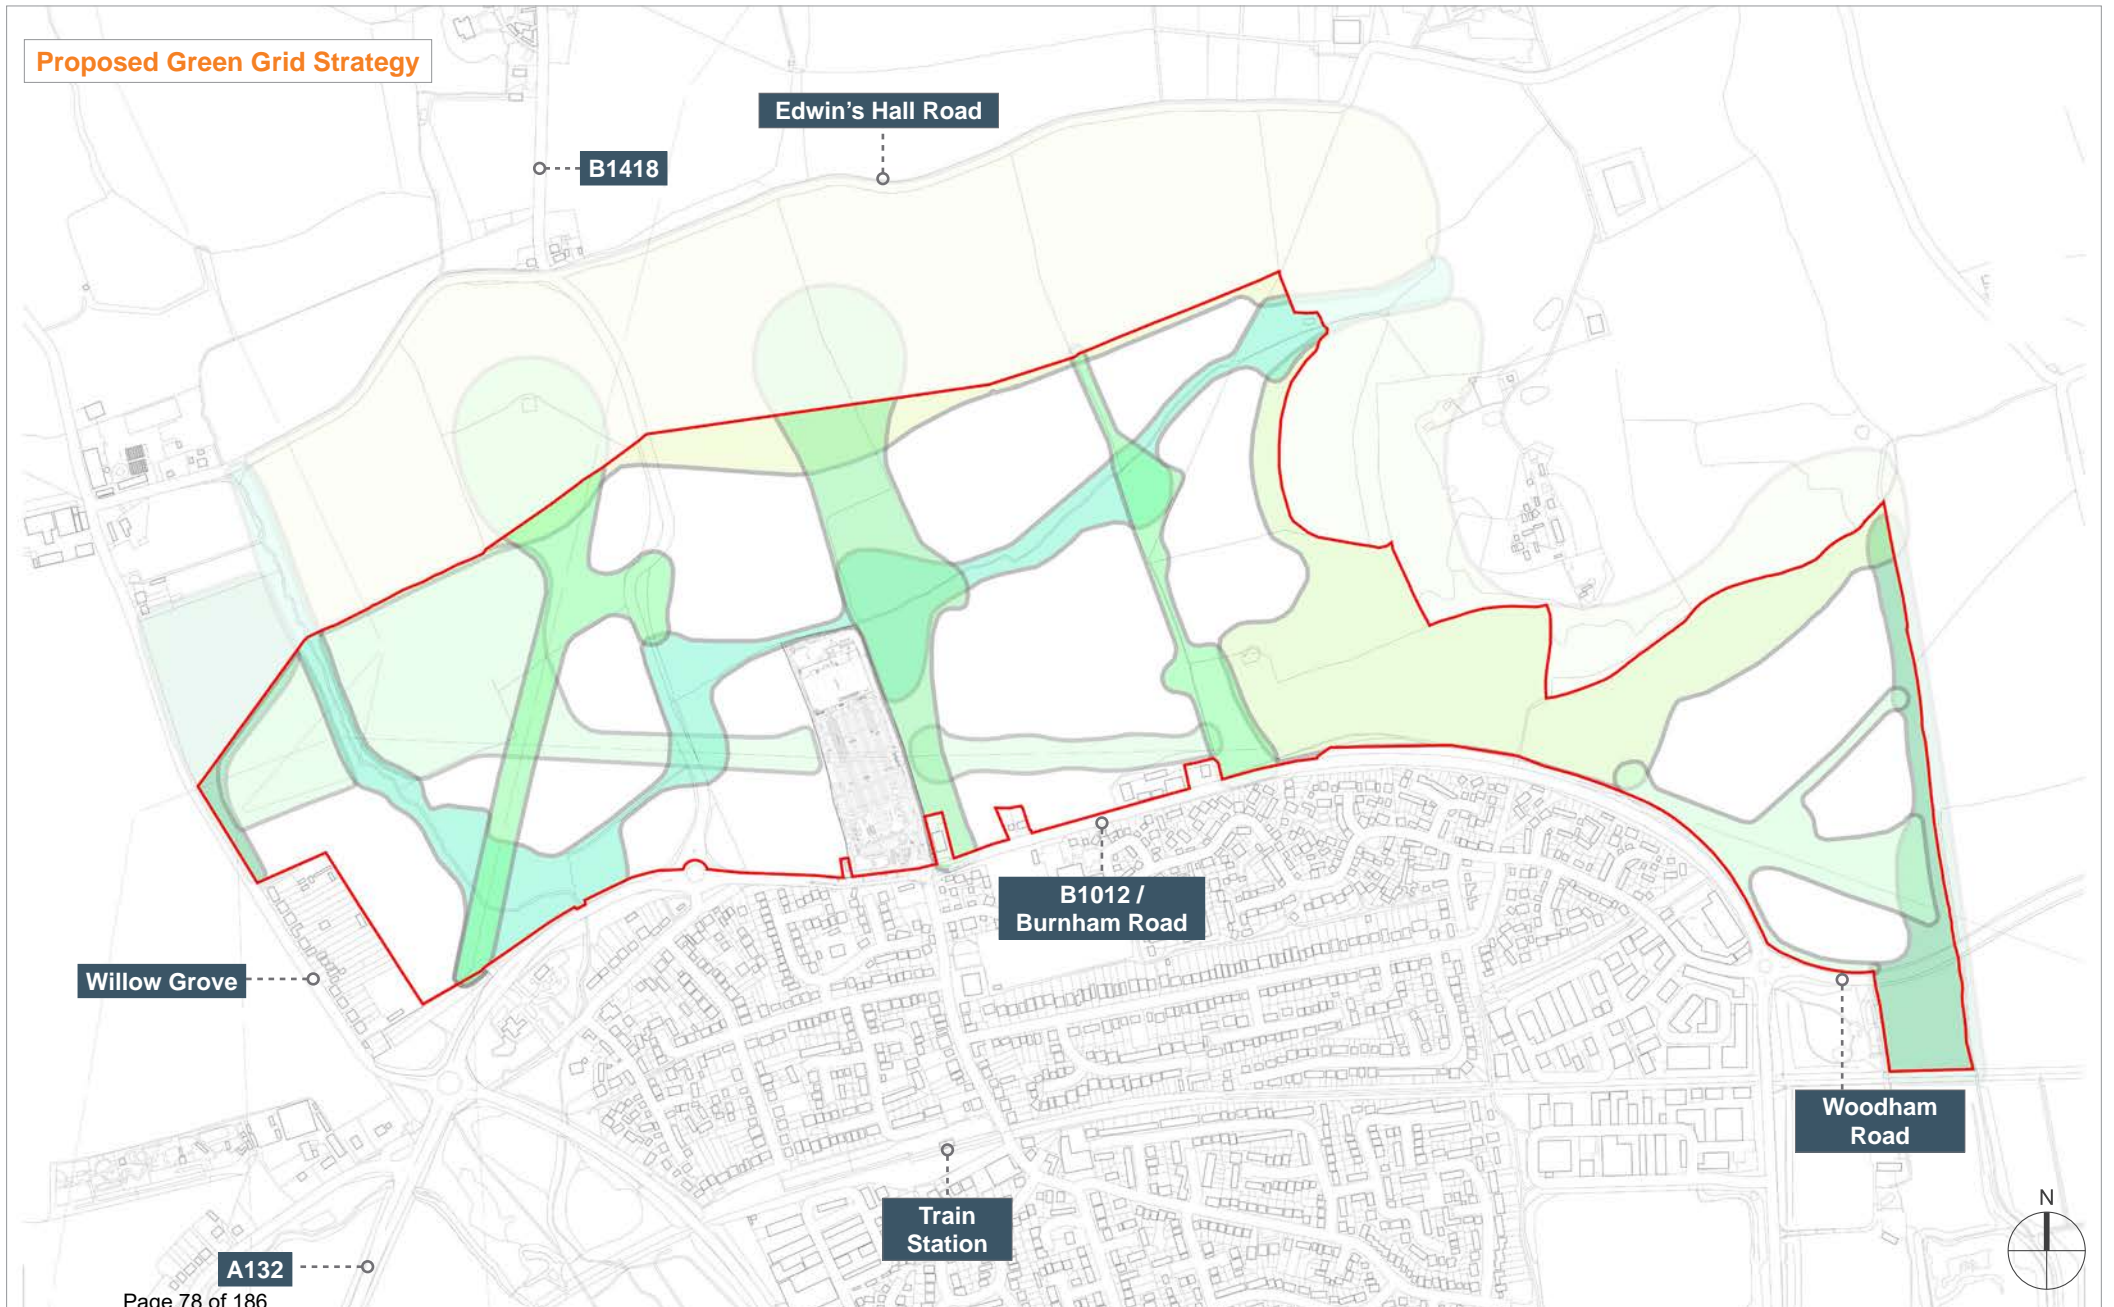 Proposed Green Grid Strategy
Edwin's Hall Road
B1418
B1012 /
Burnham Road
Willow Grove
Woodham
Road
Train
Station
N
A132
Page 78 of 186